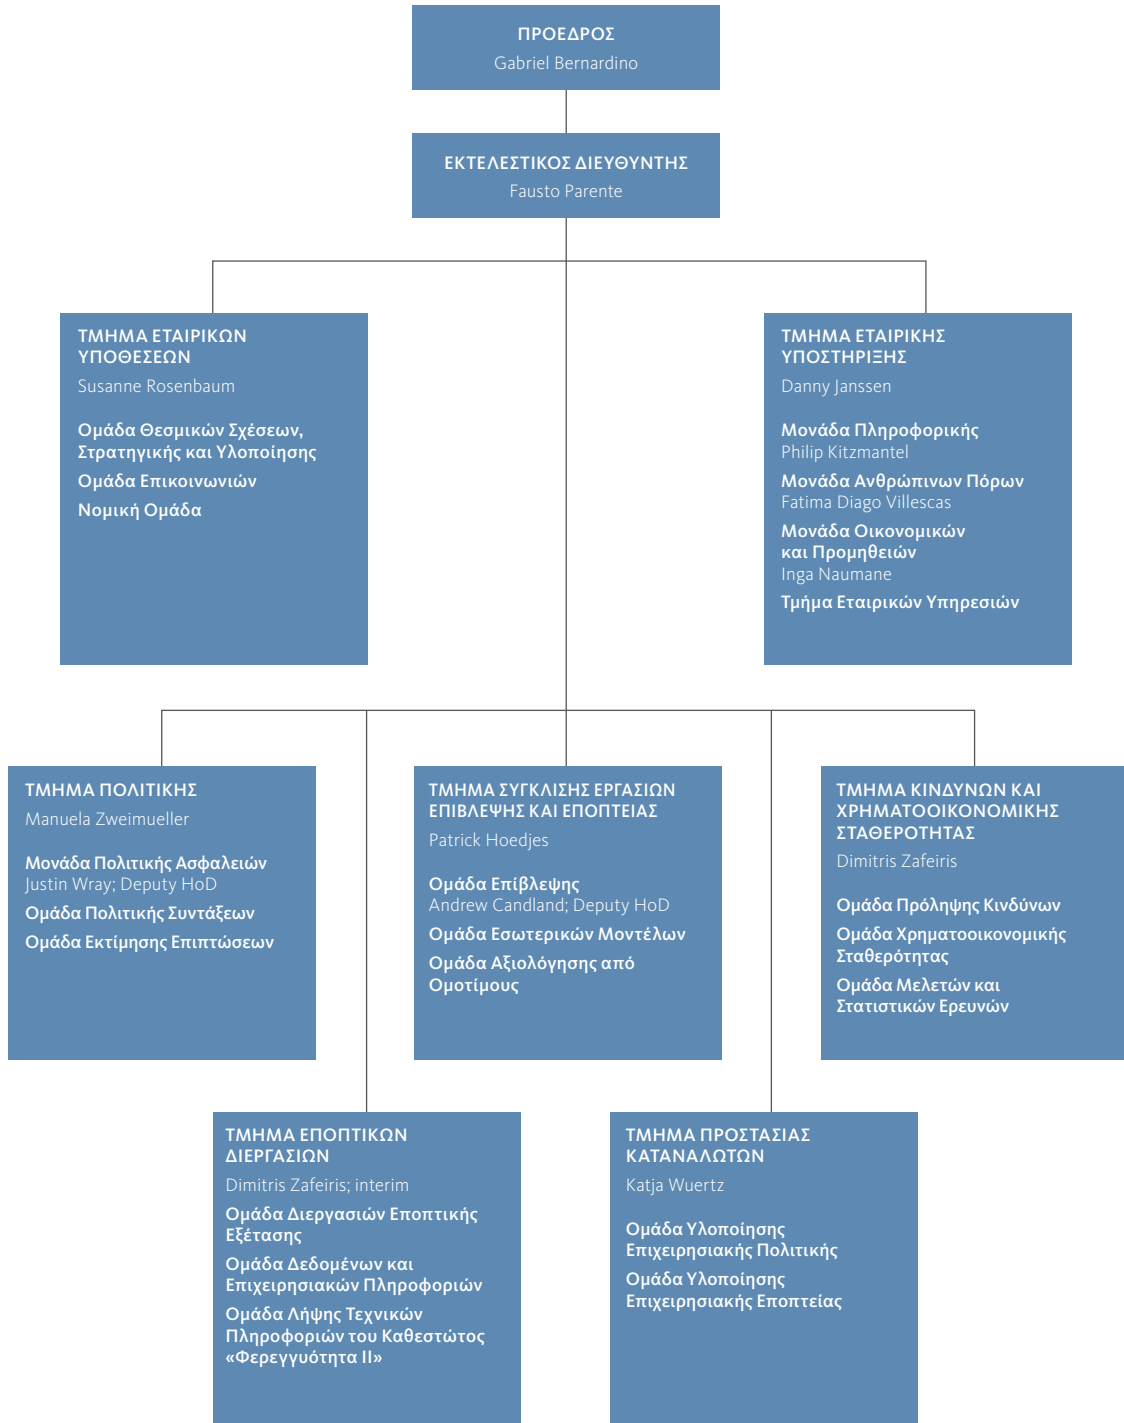 ΠΡΟΕΔΡΟΣ
Gabriel Bernardino
ΕΚΤΕΛΕΣΤΙΚΟΣ ΔΙΕΥΘΥΝΤΗΣ
Fausto Parente
ΤΜΗΜΑ ΕΤΑΙΡΙΚΩΝ
ΥΠΟΘΕΣΕΩΝ
Susanne Rosenbaum
Ομάδα Θεσμικών Σχέσεων,
Στρατηγικής και Υλοποίησης
Ομάδα Επικοινωνιών
Νομική Ομάδα
ΤΜΗΜΑ ΕΤΑΙΡΙΚΗΣ
ΥΠΟΣΤΗΡΙΞΗΣ
Danny Janssen
Μονάδα Πληροφορικής
Philip Kitzmantel
Μονάδα Ανθρώπινων Πόρων
Fatima Diago Villescas
Μονάδα Οικονομικών
και Προμηθειών
Inga Naumane
Τμήμα Εταιρικών Υπηρεσιών
ΤΜΗΜΑ ΠΟΛΙΤΙΚΗΣ
Manuela Zweimueller
Μονάδα Πολιτικής Ασφαλειών
Justin Wray; Deputy HoD
Ομάδα Πολιτικής Συντάξεων
Ομάδα Εκτίμησης Επιπτώσεων
ΤΜΗΜΑ ΣΥΓΚΛΙΣΗΣ ΕΡΓΑΣΙΩΝ
ΕΠΙΒΛΕΨΗΣ ΚΑΙ ΕΠΟΠΤΕΙΑΣ
Patrick Hoedjes
Ομάδα Επίβλεψης
Andrew Candland; Deputy HoD
Ομάδα Εσωτερικών Μοντέλων
Ομάδα Αξιολόγησης από
Ομοτίμους
ΤΜΗΜΑ ΚΙΝΔΥΝΩΝ ΚΑΙ
ΧΡΗΜΑΤΟΟΙΚΟΝΟΜΙΚΗΣ
ΣΤΑΘΕΡΟΤΗΤΑΣ
Dimitris Zafeiris
Ομάδα Πρόληψης Κινδύνων
Ομάδα Χρηματοοικονομικής
Σταθερότητας
Ομάδα Μελετών και
Στατιστικών Ερευνών
ΤΜΗΜΑ ΕΠΟΠΤΙΚΩΝ
ΔΙΕΡΓΑΣΙΩΝ
Dimitris Zafeiris; interim
Ομάδα Διεργασιών Εποπτικής
Εξέτασης
Ομάδα Δεδομένων και
Επιχειρησιακών Πληροφοριών
Ομάδα Λήψης Τεχνικών
Πληροφοριών του Καθεστώτος
«Φερεγγυότητα II»
ΤΜΗΜΑ ΠΡΟΣΤΑΣΙΑΣ
ΚΑΤΑΝΑΛΩΤΩΝ
Katja Wuertz
Ομάδα Υλοποίησης
Επιχειρησιακής Πολιτικής
Ομάδα Υλοποίησης
Επιχειρησιακής Εποπτείας